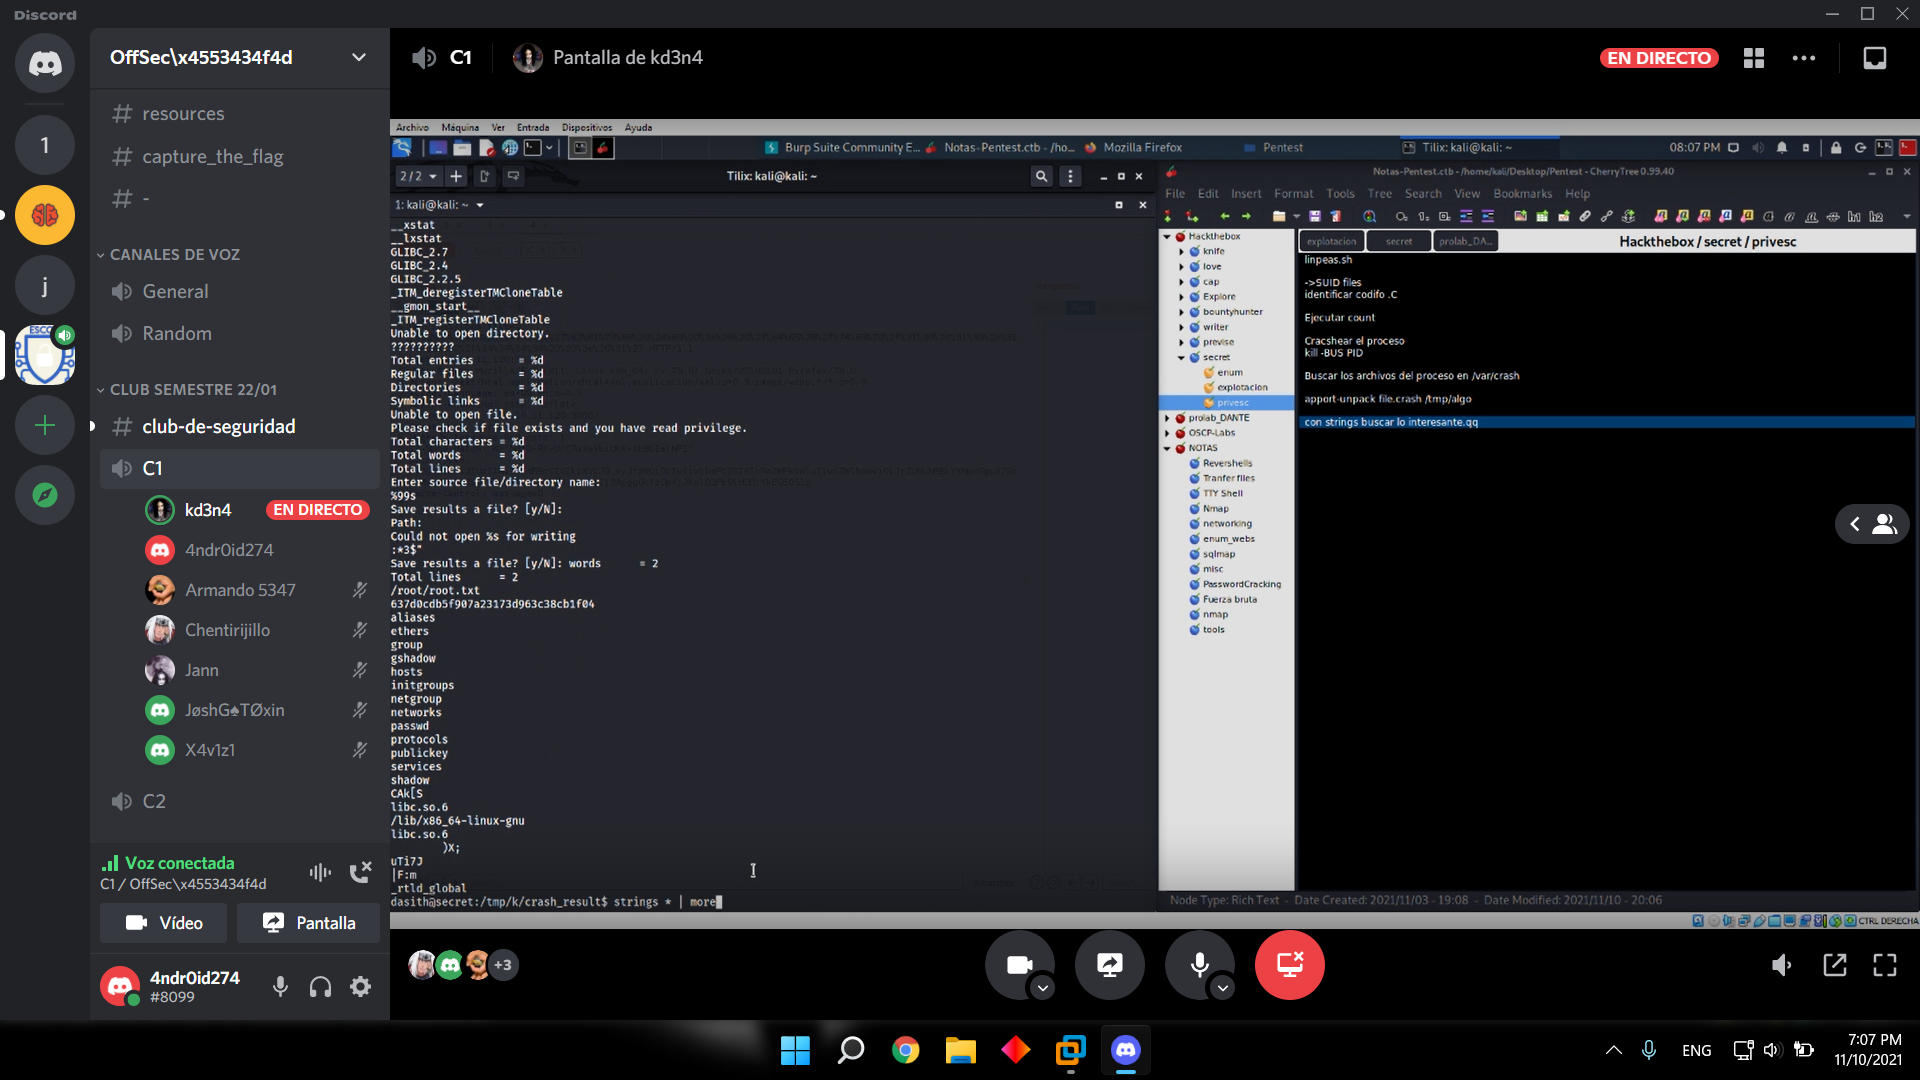 Discord
OffSec\x4553434f4d
resources
capture_the_flag
-
CANALES DE VOZ
General
Random
CLUB SEMESTRE 22/01
club-de-seguridad
C1
kd3n4
EN DIRECTO
4ndr0id274
Armando 5347
Chentirijillo
Jann
JøshG♠TØxin
X4v1z1
C2
Voz conectada
C1 / OffSec\x4553434f4d
Vídeo
Pantalla
4ndr0id274
#8099
1
j
C1
Pantalla de kd3n4
EN DIRECTO
Archivo Máquina Ver Entrada Dispositivos Ayuda
Burp Suite Community E...
Notas-Pentest.ctb - /ho...
Mozilla Firefox
Pentest
Tilix: kali@kali: ~
08:07 PM
2 / 2
Tilix: kali@kali: ~
1: kali@kali: ~
__xstat
__lxstat
GLIBC_2.7
GLIBC_2.4
GLIBC_2.2.5
_ITM_deregisterTMCloneTable
__gmon_start__
_ITM_registerTMCloneTable
Unable to open directory.
??????????
Total entries = %d
Regular files = %d
Directories = %d
Symbolic links = %d
Unable to open file.
Please check if file exists and you have read privilege.
Total characters = %d
Total words = %d
Total lines = %d
Enter source file/directory name:
%99s
Save results a file? [y/N]:
Path:
Could not open %s for writing
:*3$"
Save results a file? [y/N]: words = 2
Total lines = 2
/root/root.txt
637d0cdb5f907a23173d963c38cb1f04
aliases
ethers
group
gshadow
hosts
initgroups
netgroup
networks
passwd
protocols
publickey
services
shadow
CAk[S
libc.so.6
/lib/x86_64-linux-gnu
libc.so.6
)X;
uTi7J
|F:m
_rtld_global
dasith@secret:/tmp/k/crash_result$ strings * | more
Notas-Pentest.ctb - /home/kali/Desktop/Pentest - CherryTree 0.99.40
File Edit Insert Format Tools Tree Search View Bookmarks Help
Hackthebox
knife
love
cap
Explore
bountyhunter
writer
previse
secret
enum
explotacion
privesc
prolab_DANTE
OSCP-Labs
NOTAS
Revershells
Tranfer files
TTY Shell
Nmap
networking
enum_webs
sqlmap
misc
PasswordCracking
Fuerza bruta
nmap
tools
explotacion
secret
prolab_DA...
Hackthebox / secret / privesc
linpeas.sh
->SUID files
identificar codifo .C
Ejecutar count
Cracshear el proceso
kill -BUS PID
Buscar los archivos del proceso en /var/crash
apport-unpack file.crash /tmp/algo
con strings buscar lo interesante.qq
Node Type: Rich Text - Date Created: 2021/11/03 - 19:08 - Date Modified: 2021/11/10 - 20:06
CTRL DERECHA
+3
ENG
7:07 PM
11/10/2021